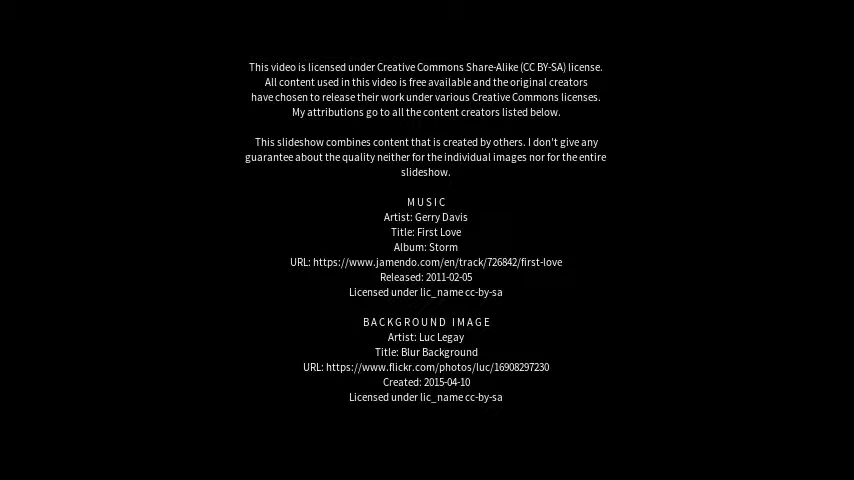 This video is licensed under Creative Commons Share-Alike (CC BY-SA) license.
All content used in this video is free available and the original creators
have chosen to release their work under various Creative Commons licenses.
My attributions go to all the content creators listed below.
This slideshow combines content that is created by others. I don't give any
guarantee about the quality neither for the individual images nor for the entire
slideshow.
MUSIC
Artist: Gerry Davis
Title: First Love
Album: Storm
URL: https://www.jamendo.com/en/track/726842/first-love
Released: 2011-02-05
Licensed under lic_name cc-by-sa
BACKGROUND IMAGE
Artist: Luc Legay
Title: Blur Background
URL: https://www.flickr.com/photos/luc/16908297230
Created: 2015-04-10
Licensed under lic_name cc-by-sa